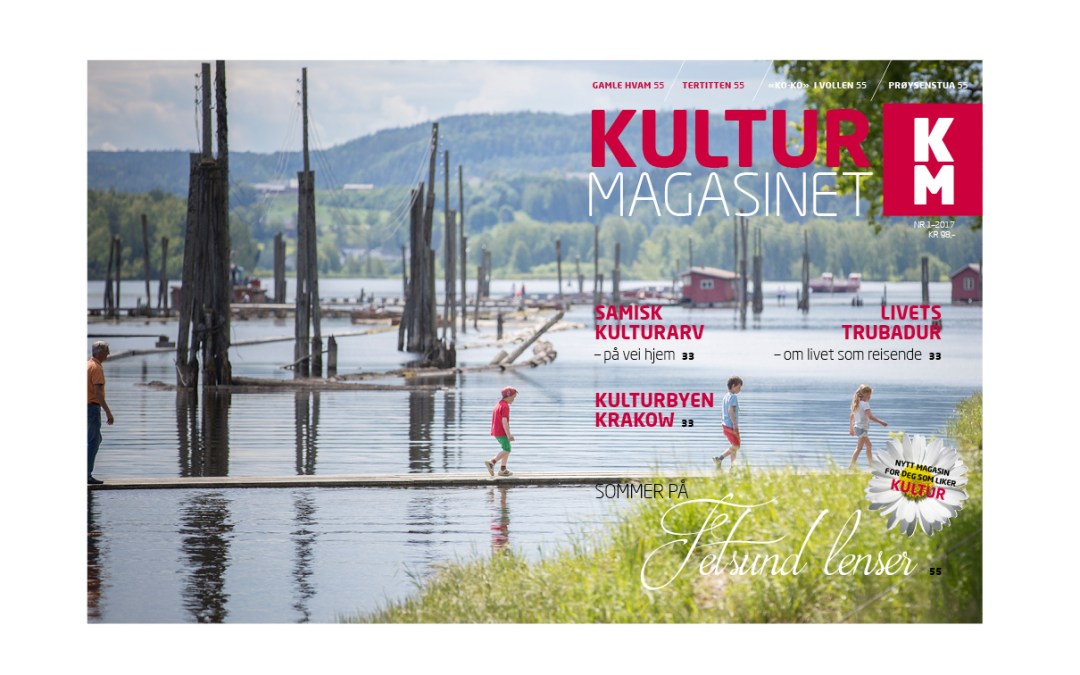 GAMLE HVAM 55 / TERTITTEN 55 / «KO-KO» I VOLLEN 55 / PRØYSENSTUA 55
KULTUR
MAGASINET
K
M
NR.1–2017
KR 98,-
SAMISK
KULTURARV
– på vei hjem 33
LIVETS
TRUBADUR
– om livet som reisende 33
KULTURBYEN
KRAKOW 33
NYTT MAGASIN
FOR DEG SOM LIKER
KULTUR
SOMMER PÅ
Fetsund lenser 55